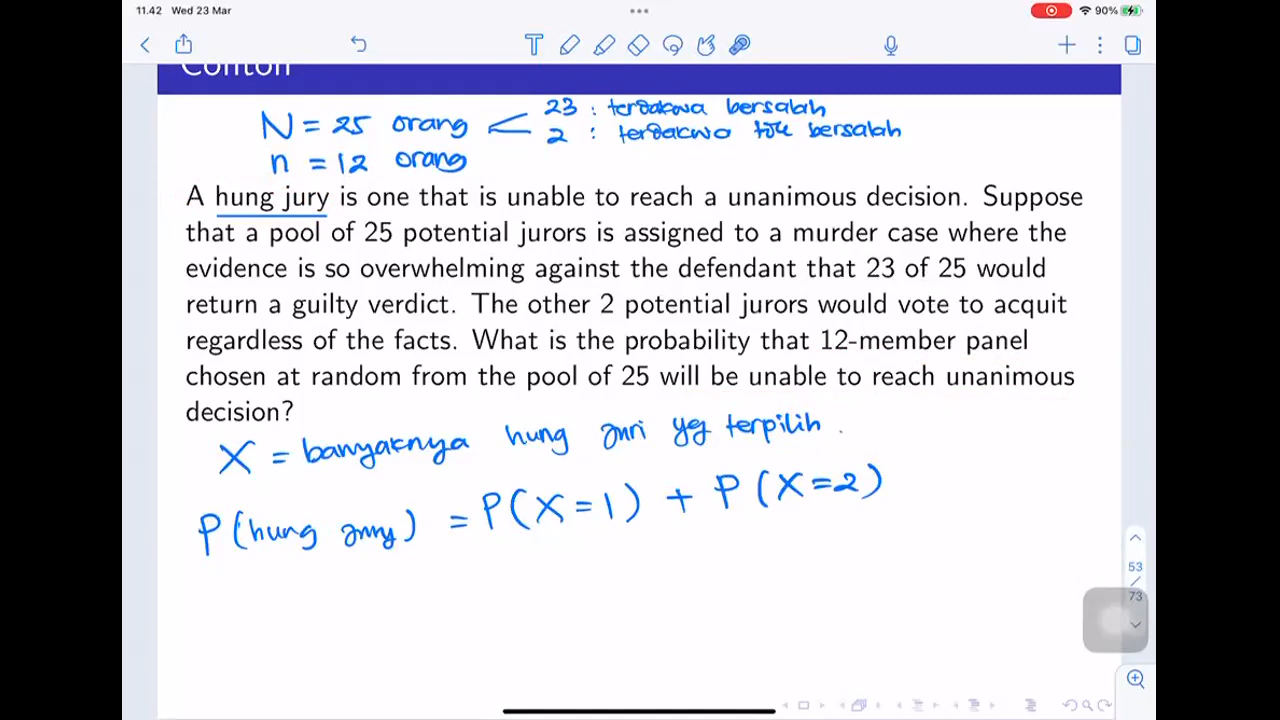 11.42 Wed 23 Mar
90%
Contoh
N = 25 orang
23 : terdakwa bersalah
2 : terdakwa tdk bersalah
n = 12 orang
A hung jury is one that is unable to reach a unanimous decision. Suppose
that a pool of 25 potential jurors is assigned to a murder case where the
evidence is so overwhelming against the defendant that 23 of 25 would
return a guilty verdict. The other 2 potential jurors would vote to acquit
regardless of the facts. What is the probability that 12-member panel
chosen at random from the pool of 25 will be unable to reach unanimous
decision?
X = banyaknya hung juri yg terpilih .
P(hung jury) = P(X=1) + P(X=2)
53
/
73